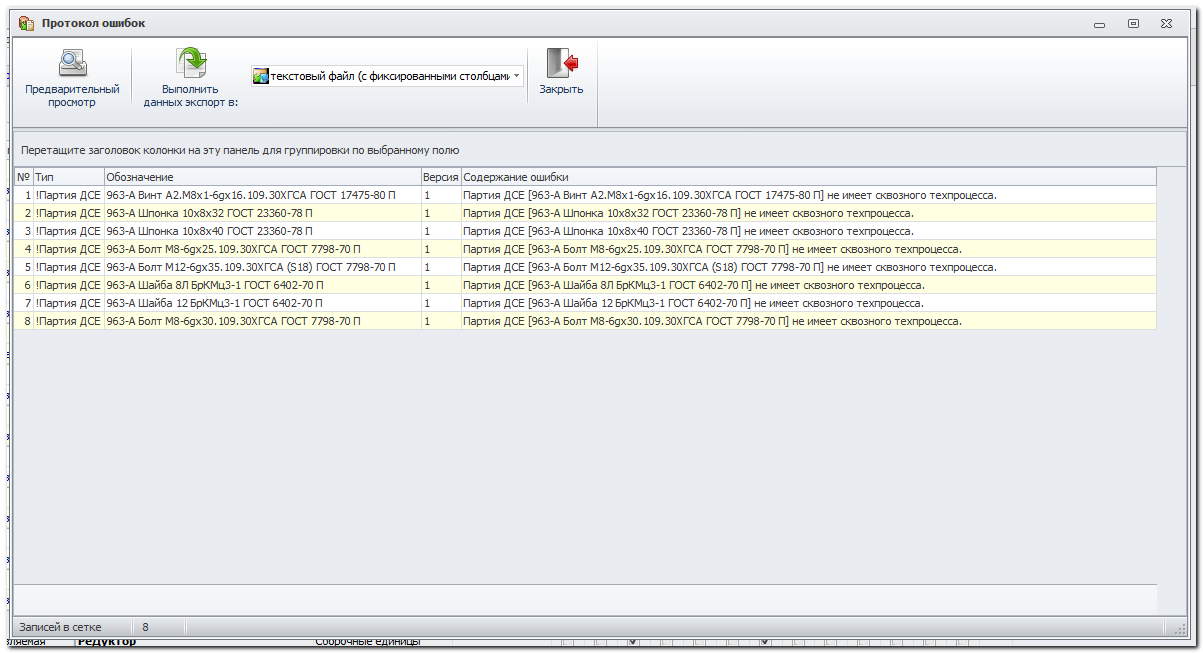 Протокол ошибок
Предварительный просмотр
Выполнить данных экспорт в:
текстовый файл (с фиксированными столбцами
Закрыть
Перетащите заголовок колонки на эту панель для группировки по выбранному полю
№ Тип Обозначение Версия Содержание ошибки
1 !Партия ДСЕ 963-А Винт А2.М8х1-6gх16.109.30ХГСА ГОСТ 17475-80 П 1 Партия ДСЕ [963-А Винт А2.М8х1-6gх16.109.30ХГСА ГОСТ 17475-80 П] не имеет сквозного техпроцесса.
2 !Партия ДСЕ 963-А Шпонка 10х8х32 ГОСТ 23360-78 П 1 Партия ДСЕ [963-А Шпонка 10х8х32 ГОСТ 23360-78 П] не имеет сквозного техпроцесса.
3 !Партия ДСЕ 963-А Шпонка 10х8х40 ГОСТ 23360-78 П 1 Партия ДСЕ [963-А Шпонка 10х8х40 ГОСТ 23360-78 П] не имеет сквозного техпроцесса.
4 !Партия ДСЕ 963-А Болт М8-6gх25.109.30ХГСА ГОСТ 7798-70 П 1 Партия ДСЕ [963-А Болт М8-6gх25.109.30ХГСА ГОСТ 7798-70 П] не имеет сквозного техпроцесса.
5 !Партия ДСЕ 963-А Болт М12-6gх35.109.30ХГСА (S18) ГОСТ 7798-70 П 1 Партия ДСЕ [963-А Болт М12-6gх35.109.30ХГСА (S18) ГОСТ 7798-70 П] не имеет сквозного техпроцесса.
6 !Партия ДСЕ 963-А Шайба 8Л БрКМц3-1 ГОСТ 6402-70 П 1 Партия ДСЕ [963-А Шайба 8Л БрКМц3-1 ГОСТ 6402-70 П] не имеет сквозного техпроцесса.
7 !Партия ДСЕ 963-А Шайба 12 БрКМц3-1 ГОСТ 6402-70 П 1 Партия ДСЕ [963-А Шайба 12 БрКМц3-1 ГОСТ 6402-70 П] не имеет сквозного техпроцесса.
8 !Партия ДСЕ 963-А Болт М8-6gх30.109.30ХГСА ГОСТ 7798-70 П 1 Партия ДСЕ [963-А Болт М8-6gх30.109.30ХГСА ГОСТ 7798-70 П] не имеет сквозного техпроцесса.
Записей в сетке 8
Редуктор Сборочные единицы